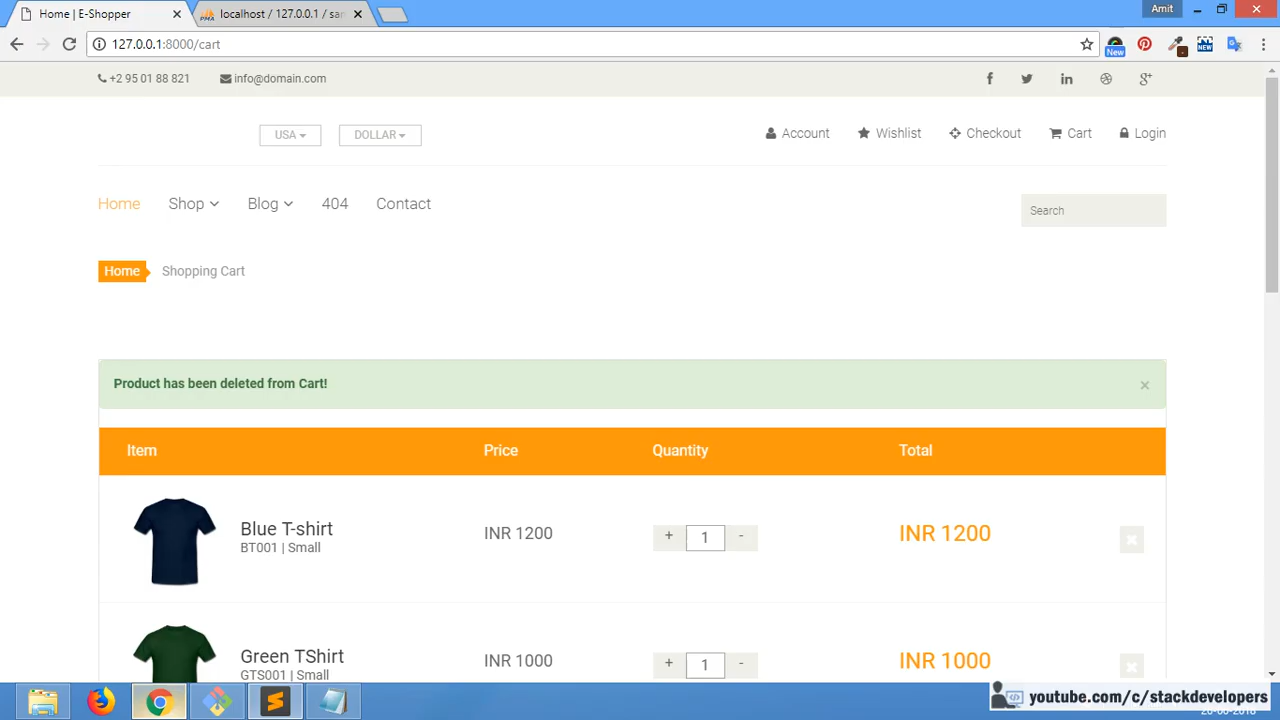 Home | E-Shopper
localhost / 127.0.0.1 / sar
Amit
127.0.0.1:8000/cart
New
NEW
+2 95 01 88 821
info@domain.com
USA
DOLLAR
Account
Wishlist
Checkout
Cart
Login
Home
Shop
Blog
404
Contact
Search
Home
Shopping Cart
Product has been deleted from Cart!
×
Item
Price
Quantity
Total
Blue T-shirt
BT001 | Small
INR 1200
+ 1 -
INR 1200
Green TShirt
GTS001 | Small
INR 1000
+ 1 -
INR 1000
youtube.com/c/stackdevelopers